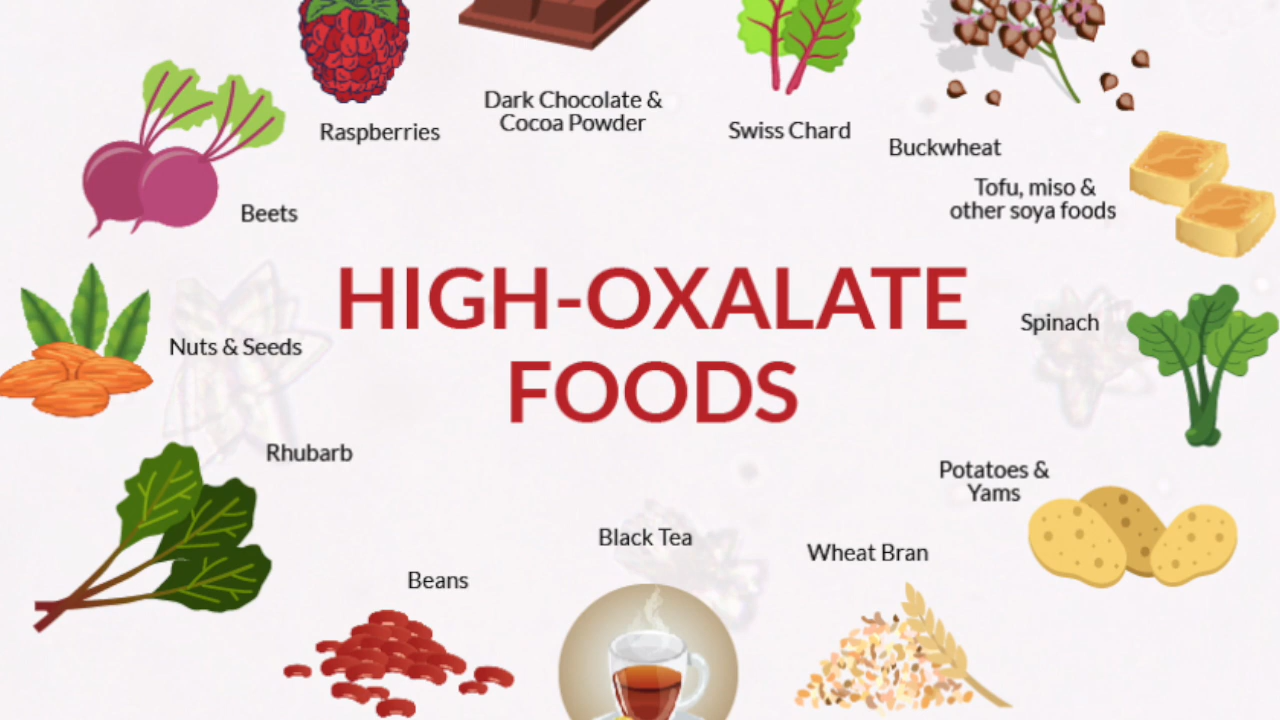 Dark Chocolate &
Cocoa Powder
Raspberries
Swiss Chard
Buckwheat
Tofu, miso &
other soya foods
Beets
HIGH-OXALATE
FOODS
Spinach
Nuts & Seeds
Rhubarb
Potatoes &
Yams
Black Tea
Wheat Bran
Beans